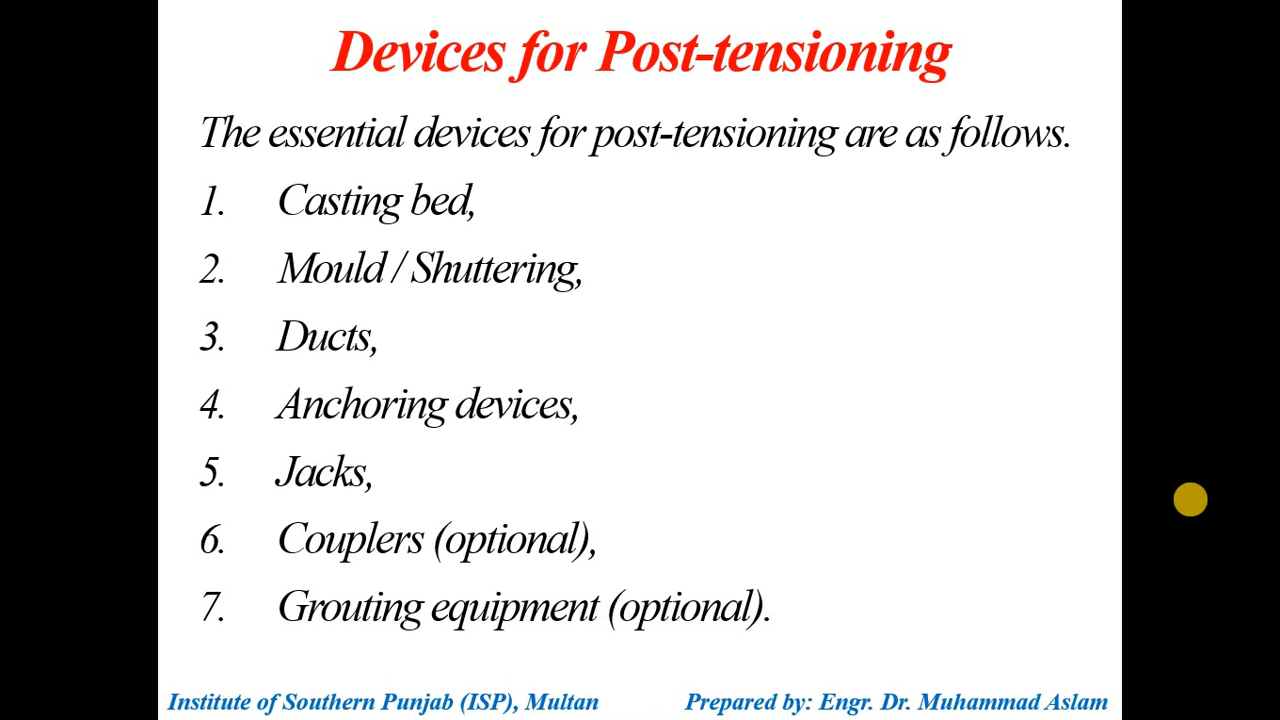 Devices for Post-tensioning
The essential devices for post-tensioning are as follows.
1. Casting bed,
2. Mould / Shuttering,
3. Ducts,
4. Anchoring devices,
5. Jacks,
6. Couplers (optional),
7. Grouting equipment (optional).
Institute of Southern Punjab (ISP), Multan Prepared by: Engr. Dr. Muhammad Aslam